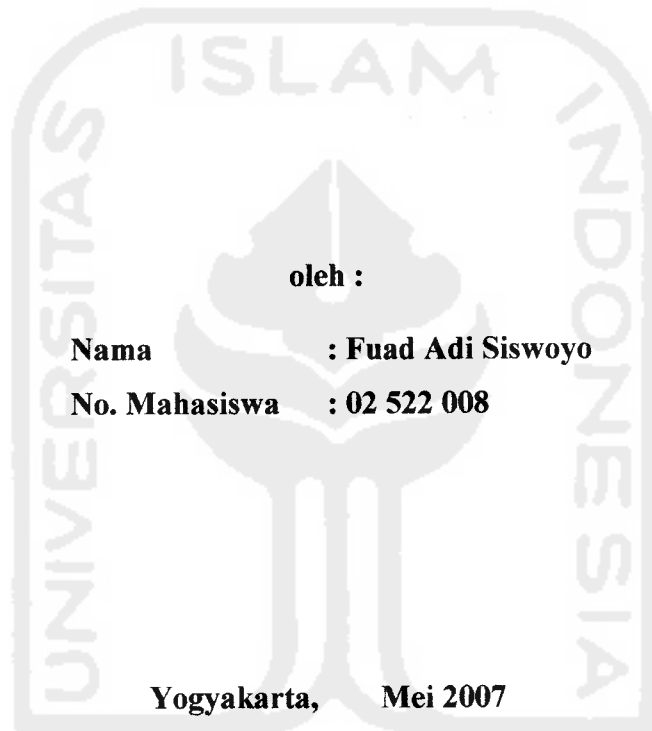 UNIVERSITAS
ISLAM
INDONESIA
oleh :
Nama : Fuad Adi Siswoyo
No. Mahasiswa : 02 522 008
Yogyakarta, Mei 2007